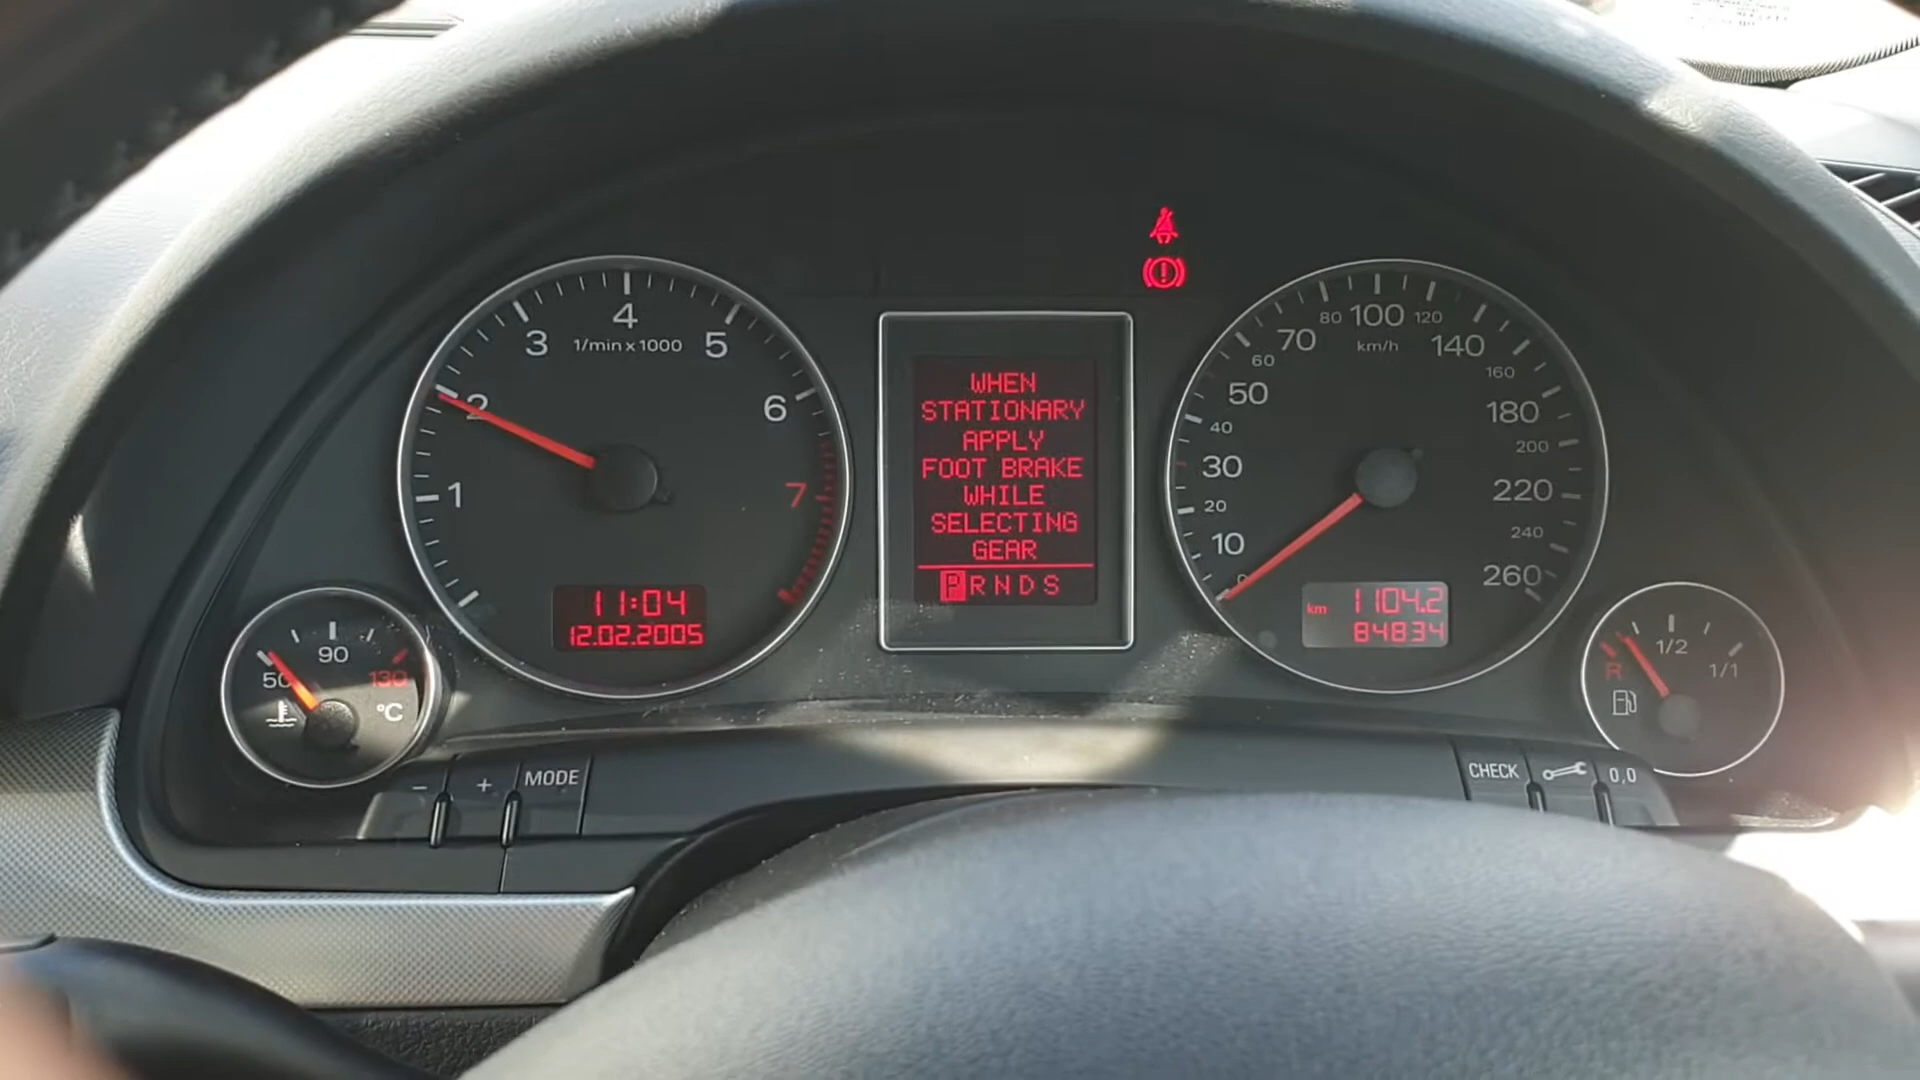 4
3
5
1/min x 1000
2
6
1
7
11:04
12.02.2005
WHEN
STATIONARY
APPLY
FOOT BRAKE
WHILE
SELECTING
GEAR
P R N D S
80 100 120
70 km/h 140
60 160
50 180
40 200
30 220
20 240
10 260
0
km 1104.2
84834
90
50 130
°C
1/2
R 1/1
- + MODE
CHECK 0,0